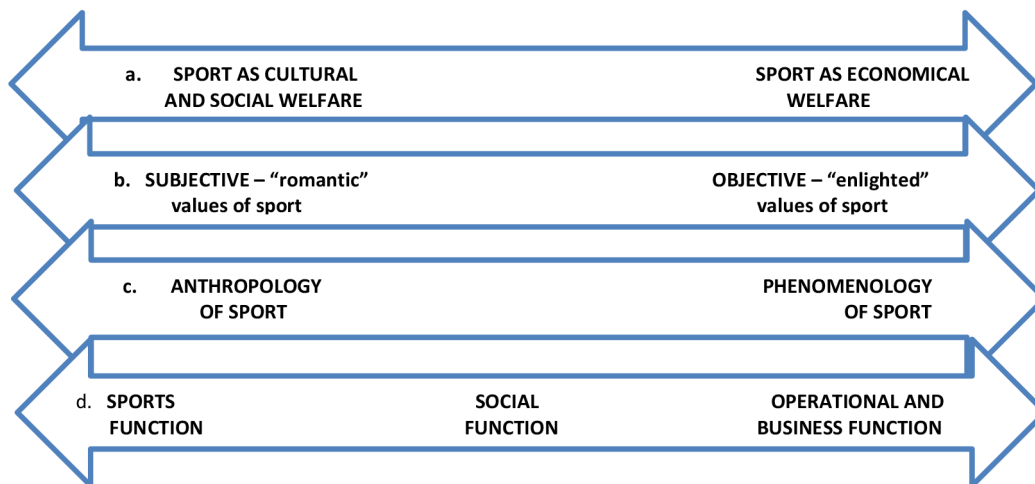 a. SPORT AS CULTURAL SPORT AS ECONOMICAL
AND SOCIAL WELFARE WELFARE
b. SUBJECTIVE – “romantic” OBJECTIVE – “enlighted”
values of sport values of sport
c. ANTHROPOLOGY PHENOMENOLOGY
OF SPORT OF SPORT
d. SPORTS SOCIAL OPERATIONAL AND
FUNCTION FUNCTION BUSINESS FUNCTION